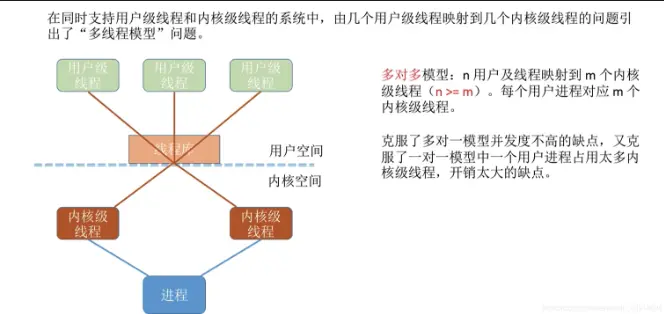 在同时支持用户级线程和内核级线程的系统中，由几个用户级线程映射到几个内核级线程的问题引
出了“多线程模型”问题。
用户级
线程
用户级
线程
用户级
线程
多对多模型：n 用户及线程映射到 m 个内核
级线程（n >= m）。每个用户进程对应 m 个
内核级线程。
线程库
用户空间
内核空间
克服了多对一模型并发度不高的缺点，又克
服了一对一模型中一个用户进程占用太多内
核级线程，开销太大的缺点。
内核级
线程
内核级
线程
进程